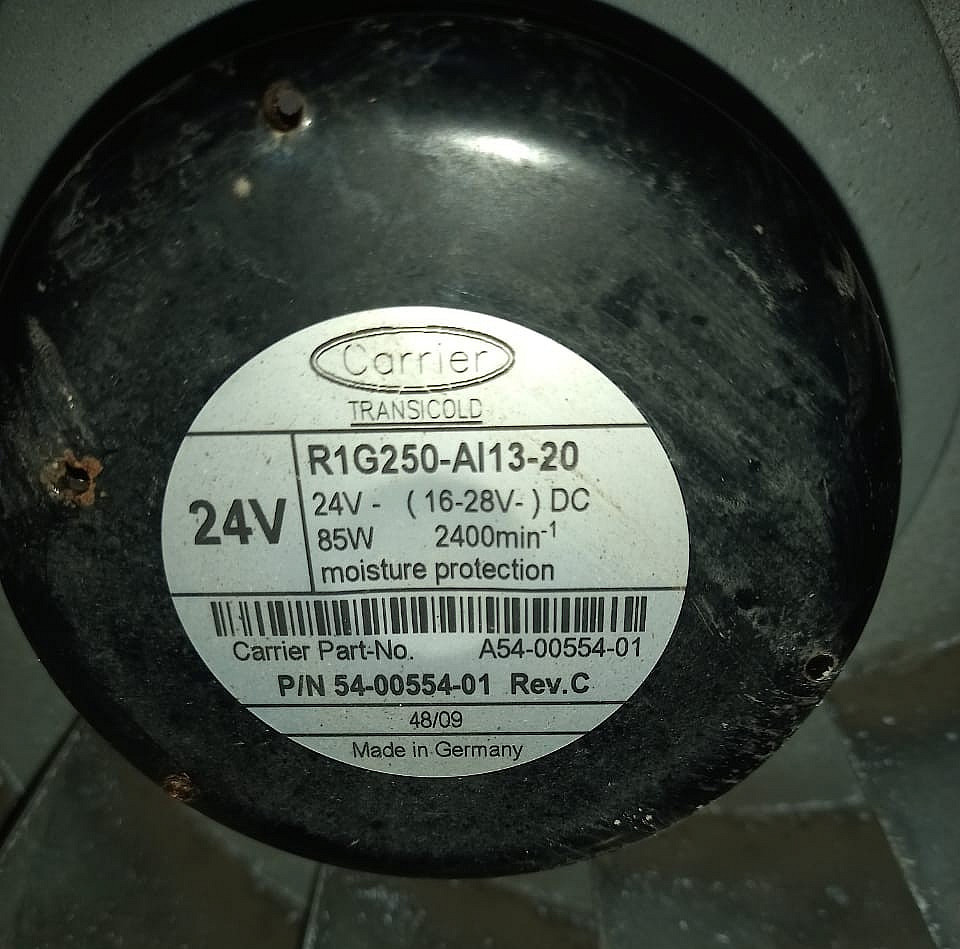 Carrier
TRANSICOLD
R1G250-AI13-20
24V
24V - ( 16-28V- ) DC
85W 2400min-1
moisture protection
Carrier Part-No. A54-00554-01
P/N 54-00554-01 Rev.C
48/09
Made in Germany